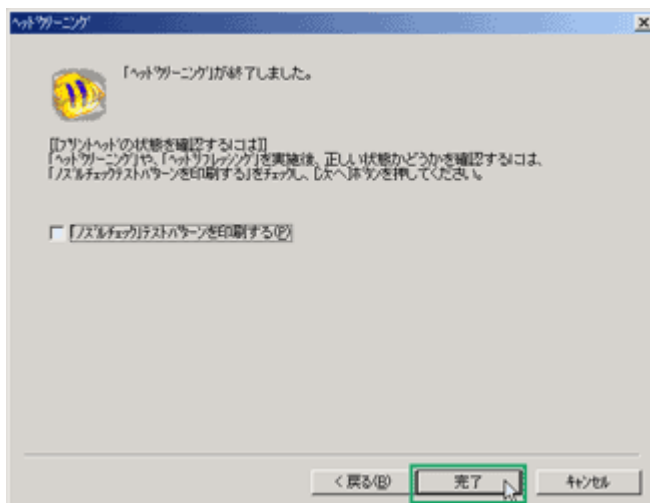 ヘッドクリーニング
「ヘッドクリーニング」が終了しました。
[[プリントヘッド'の状態を確認するには]]
「ヘッドクリーニング」や、「ヘッドリフレッシング」を実施後、正しい状態かどうかを確認するには、
「ノズルチェックテストパターンを印刷する」をチェックし、[次へ]ボタンを押してください。
「ノズルチェック」テストパターンを印刷する(P)
< 戻る(B)
完了
キャンセル